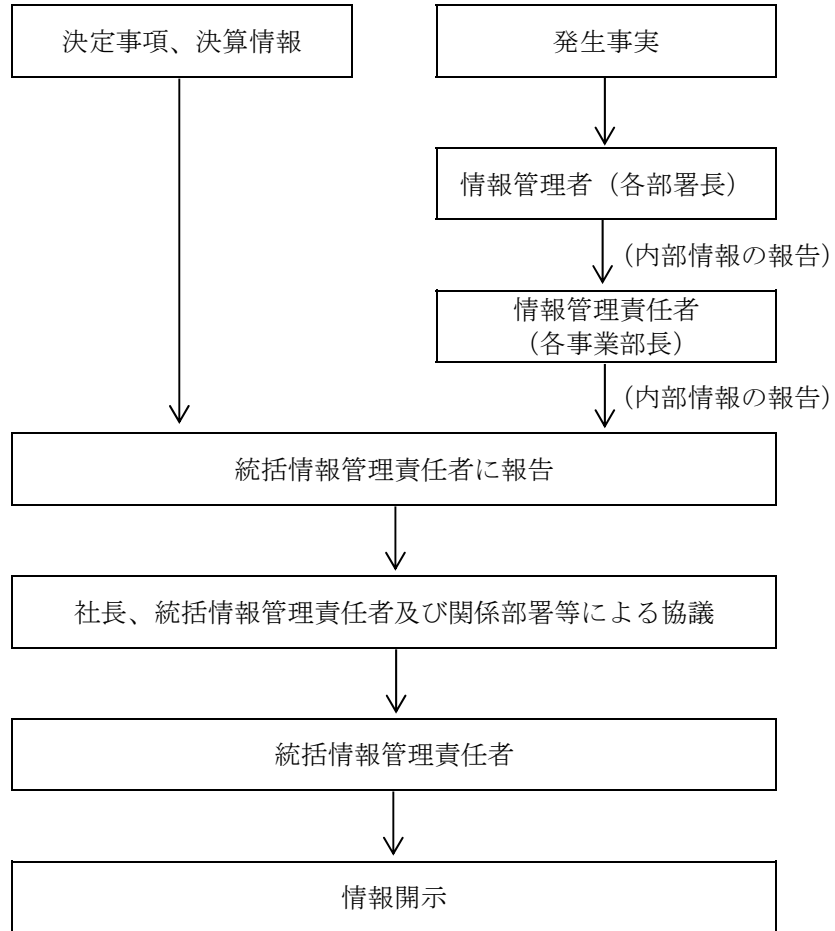 決定事項、決算情報
発生事実
情報管理者（各部署長）
（内部情報の報告）
情報管理責任者
（各事業部長）
（内部情報の報告）
統括情報管理責任者に報告
社長、統括情報管理責任者及び関係部署等による協議
統括情報管理責任者
情報開示